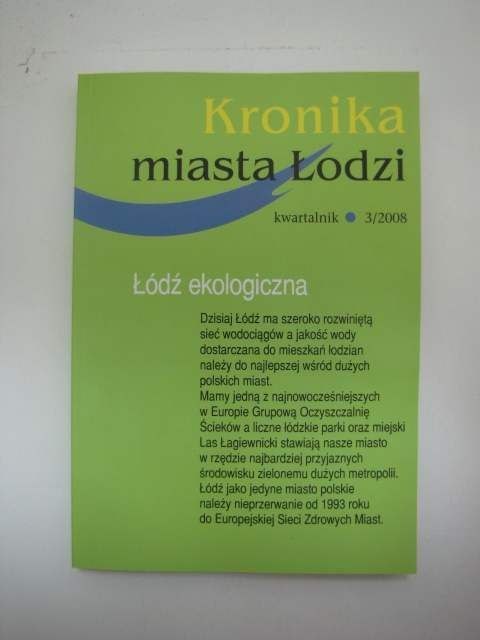 Kronika
miasta Łodzi
kwartalnik ● 3/2008
Łódź ekologiczna
Dzisiaj Łódź ma szeroko rozwiniętą
sieć wodociągów a jakość wody
dostarczana do mieszkań łodzian
należy do najlepszej wśród dużych
polskich miast.
Mamy jedną z najnowocześniejszych
w Europie Grupową Oczyszczalnię
Ścieków a liczne łódzkie parki oraz miejski
Las Łagiewnicki stawiają nasze miasto
w rzędzie najbardziej przyjaznych
środowisku zielonemu dużych metropolii.
Łódź jako jedyne miasto polskie
należy nieprzerwanie od 1993 roku
do Europejskiej Sieci Zdrowych Miast.